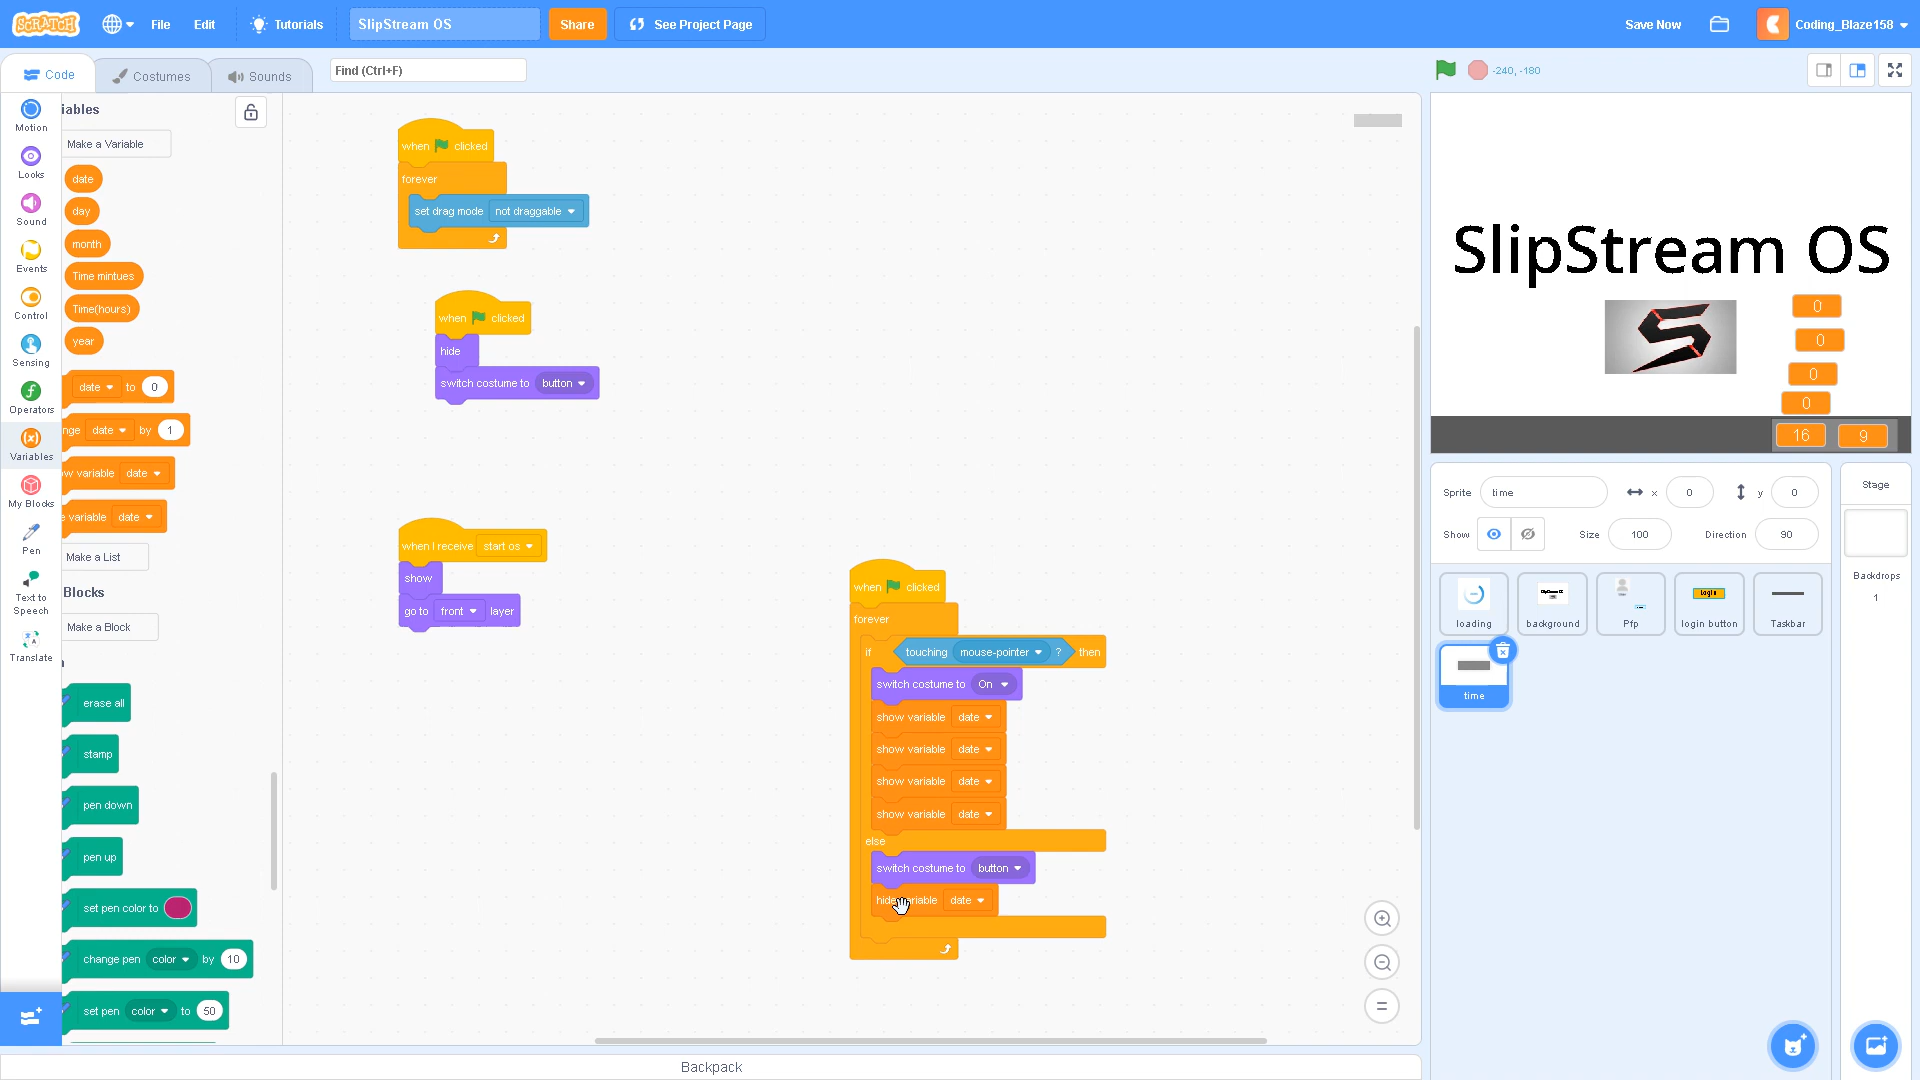 SCRATCH File Edit Tutorials SlipStream OS Share See Project Page Save Now Coding_Blaze158
Code Costumes Sounds Find (Ctrl+F) -240, -180
Motion
Looks
Sound
Events
Control
Sensing
Operators
Variables
My Blocks
Pen
Text to
Speech
Translate
iables
Make a Variable
date
day
month
Time mintues
Time(hours)
year
date to 0
nge date by 1
w variable date
e variable date
Make a List
Blocks
Make a Block
erase all
stamp
pen down
pen up
set pen color to
change pen color by 10
set pen color to 50
when clicked
forever
set drag mode not draggable
when clicked
hide
switch costume to button
when I receive start os
show
go to front layer
when clicked
forever
if touching mouse-pointer ? then
switch costume to On
show variable date
show variable date
show variable date
show variable date
else
switch costume to button
hide riable date
Backpack
SlipStream OS
0
0
0
0
16 9
Sprite time x 0 y 0
Show Size 100 Direction 90
loading
SlipStream OS
background
Pfp
Login
login button
Taskbar
time
Stage
Backdrops
1